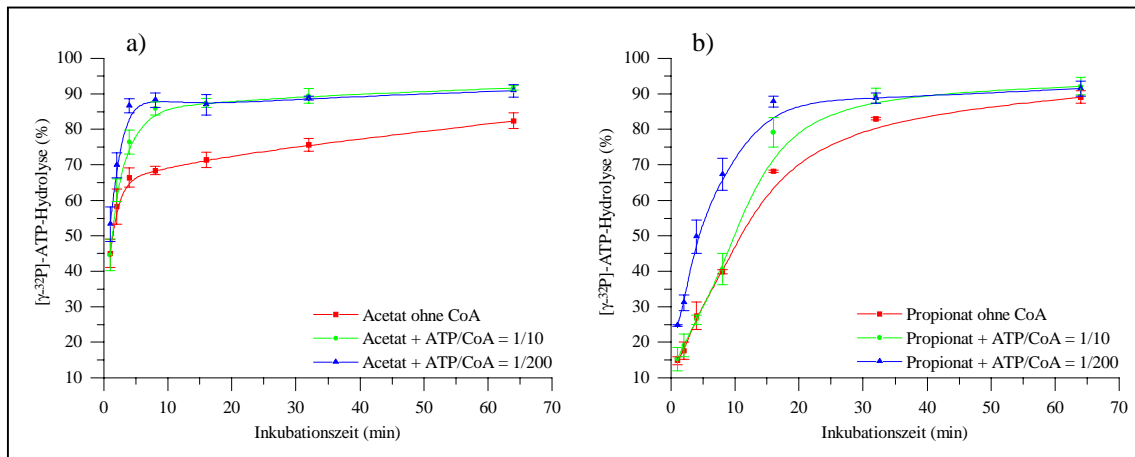 a)
100
90
80
70
60
50
40
30
20
10
[γ-³²P]-ATP-Hydrolyse (%)
Acetat ohne CoA
Acetat + ATP/CoA = 1/10
Acetat + ATP/CoA = 1/200
0 10 20 30 40 50 60 70
Inkubationszeit (min)
b)
100
90
80
70
60
50
40
30
20
10
[γ-³²P]-ATP-Hydrolyse (%)
Propionat ohne CoA
Propionat + ATP/CoA = 1/10
Propionat + ATP/CoA = 1/200
0 10 20 30 40 50 60 70
Inkubationszeit (min)